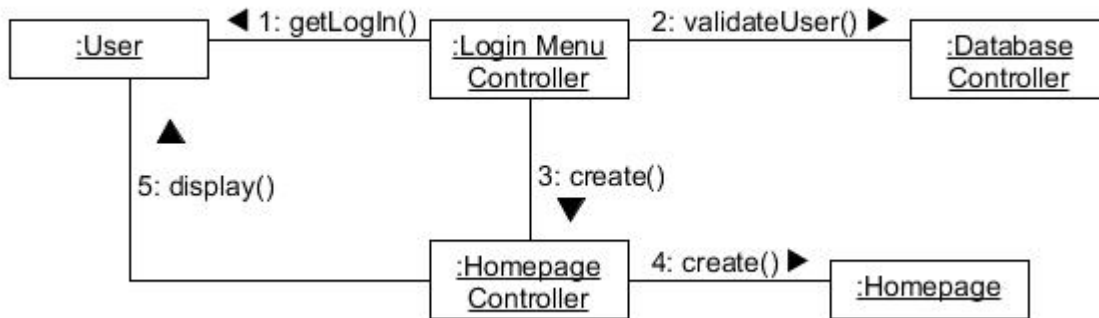 1: getLogIn()
2: validateUser()
:User
:Login Menu
Controller
:Database
Controller
5: display()
3: create()
:Homepage
Controller
4: create()
:Homepage